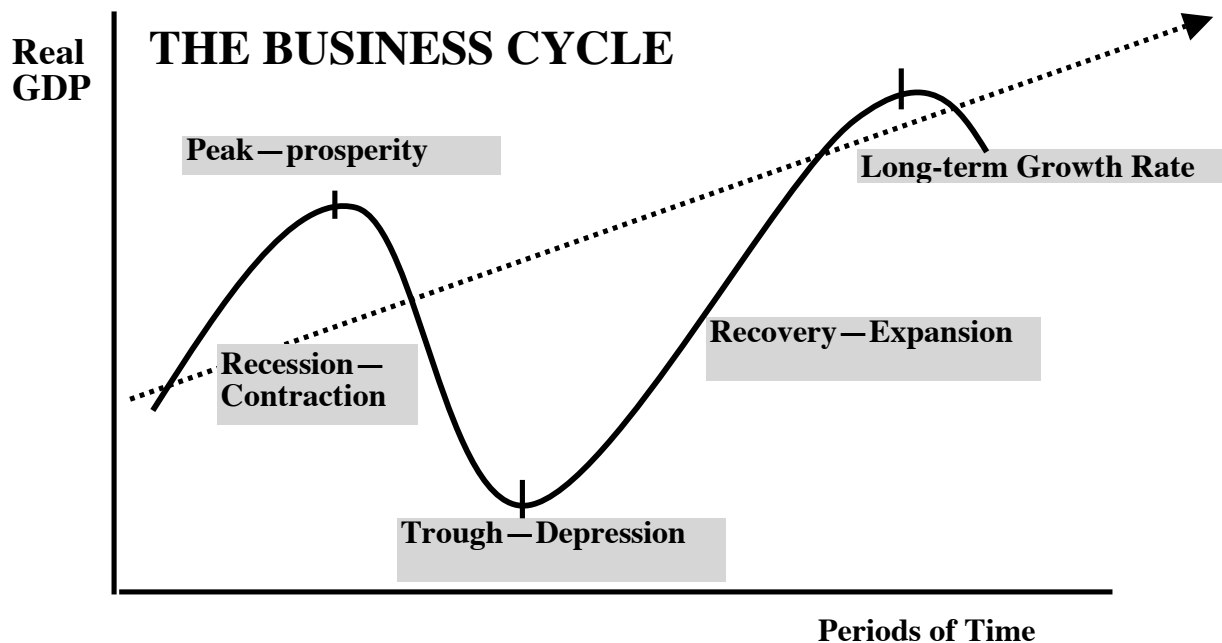 Real
GDP
THE BUSINESS CYCLE
Peak—prosperity
Long-term Growth Rate
Recession—
Contraction
Recovery—Expansion
Trough—Depression
Periods of Time